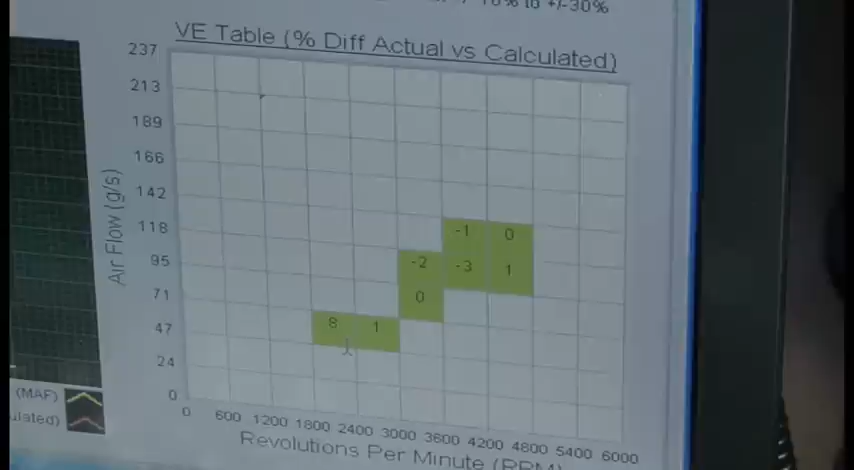 10% to +/-30%
VE Table (% Diff Actual vs Calculated)
237
213
189
166
142
118
95
71
47
24
0
Air Flow (g/s)
-1 0
-2 -3 1
0
8 1
0 600 1200 1800 2400 3000 3600 4200 4800 5400 6000
Revolutions Per Minute (RPM)
(MAF)
ulated)